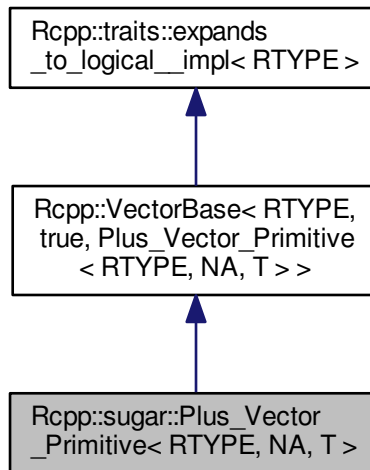 Rcpp::traits::expands
_to_logical__impl< RTYPE >
Rcpp::VectorBase< RTYPE,
true, Plus_Vector_Primitive
< RTYPE, NA, T > >
Rcpp::sugar::Plus_Vector
_Primitive< RTYPE, NA, T >